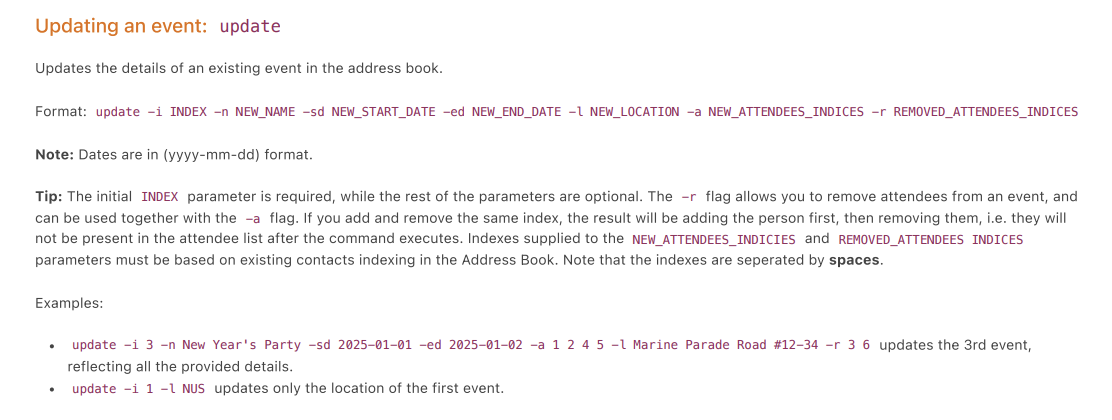 Updating an event: update
Updates the details of an existing event in the address book.
Format: update -i INDEX -n NEW_NAME -sd NEW_START_DATE -ed NEW_END_DATE -l NEW_LOCATION -a NEW_ATTENDEES_INDICES -r REMOVED_ATTENDEES_INDICES
Note: Dates are in (yyyy-mm-dd) format.
Tip: The initial INDEX parameter is required, while the rest of the parameters are optional. The -r flag allows you to remove attendees from an event, and
can be used together with the -a flag. If you add and remove the same index, the result will be adding the person first, then removing them, i.e. they will
not be present in the attendee list after the command executes. Indexes supplied to the NEW_ATTENDEES_INDICIES and REMOVED_ATTENDEES INDICES
parameters must be based on existing contacts indexing in the Address Book. Note that the indexes are seperated by spaces.
Examples:
• update -i 3 -n New Year's Party -sd 2025-01-01 -ed 2025-01-02 -a 1 2 4 5 -l Marine Parade Road #12-34 -r 3 6 updates the 3rd event,
reflecting all the provided details.
• update -i 1 -l NUS updates only the location of the first event.